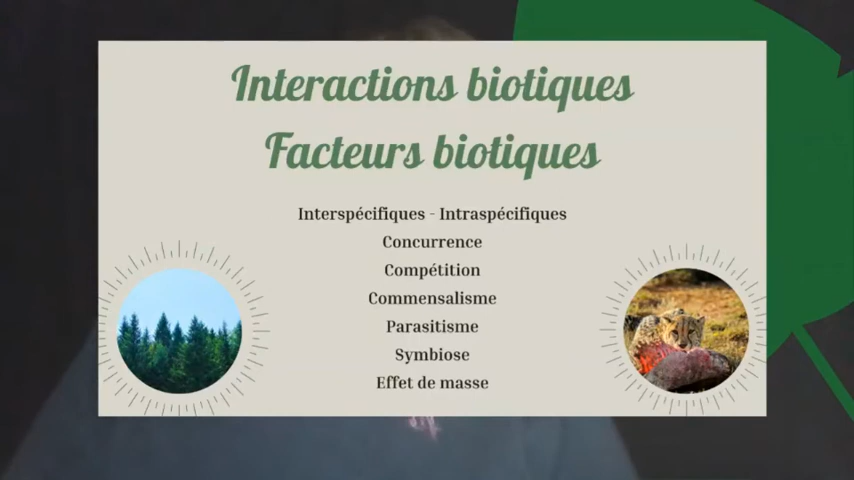 Interactions biotiques
Facteurs biotiques
Interspécifiques - Intraspécifiques
Concurrence
Compétition
Commensalisme
Parasitisme
Symbiose
Effet de masse